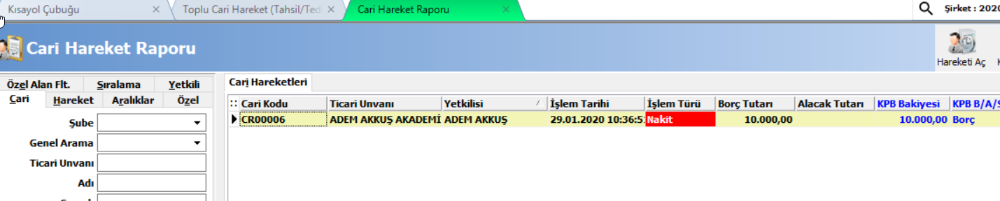 Kısayol Çubuğu × Toplu Cari Hareket (Tahsil/Ted × Cari Hareket Raporu × Şirket : 2020
Cari Hareket Raporu
Hareketi Aç
Özel Alan Flt. Sıralama Yetkili
Cari Hareket Aralıklar Özel
Şube
Genel Arama
Ticari Unvanı
Adı
Cari Hareketleri
Cari Kodu Ticari Unvanı Yetkilisi İşlem Tarihi İşlem Türü Borç Tutarı Alacak Tutarı KPB Bakiyesi KPB B/A/S
CR00006 ADEM AKKUŞ AKADEMİ ADEM AKKUŞ 29.01.2020 10:36:5 Nakit 10.000,00 10.000,00 Borç